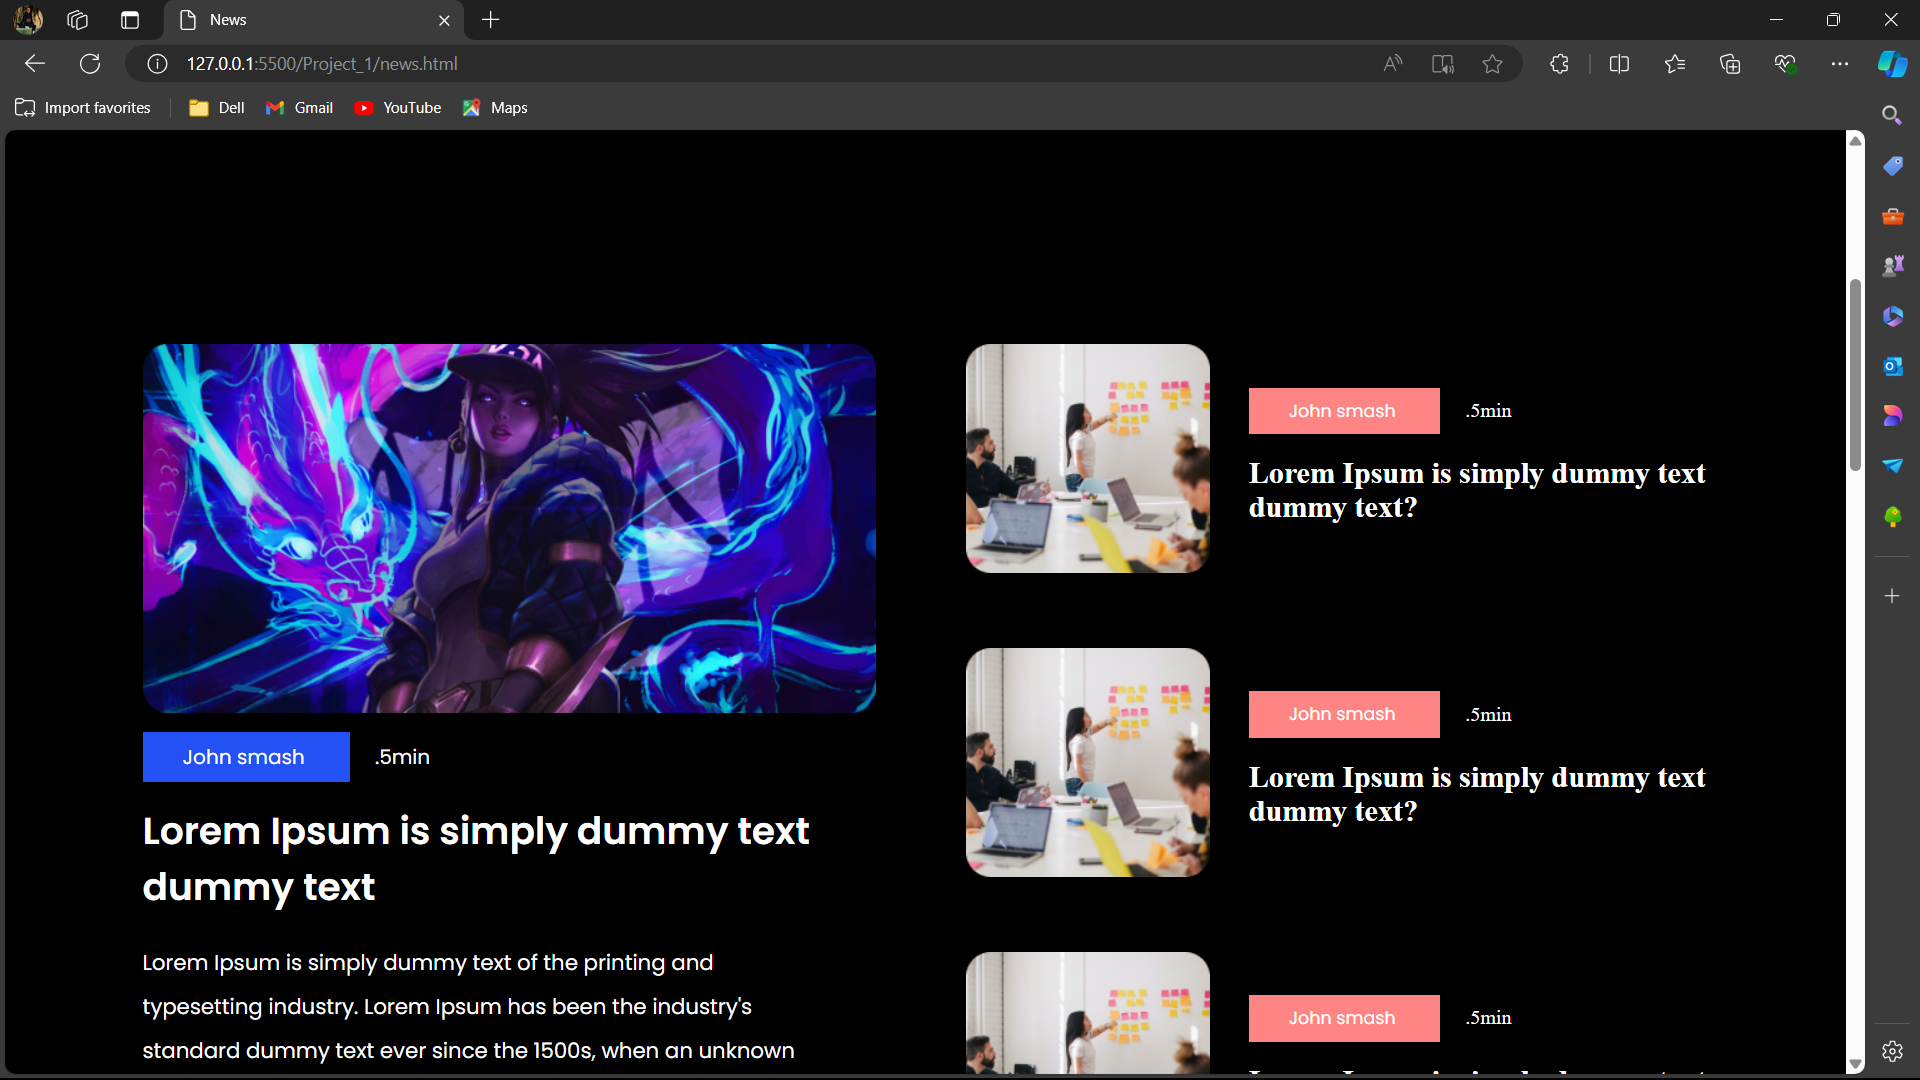 News
127.0.0.1:5500/Project_1/news.html
Import favorites
Dell
Gmail
YouTube
Maps
John smash
.5min
Lorem Ipsum is simply dummy text
dummy text
Lorem Ipsum is simply dummy text of the printing and
typesetting industry. Lorem Ipsum has been the industry's
standard dummy text ever since the 1500s, when an unknown
John smash
.5min
Lorem Ipsum is simply dummy text
dummy text?
John smash
.5min
Lorem Ipsum is simply dummy text
dummy text?
John smash
.5min